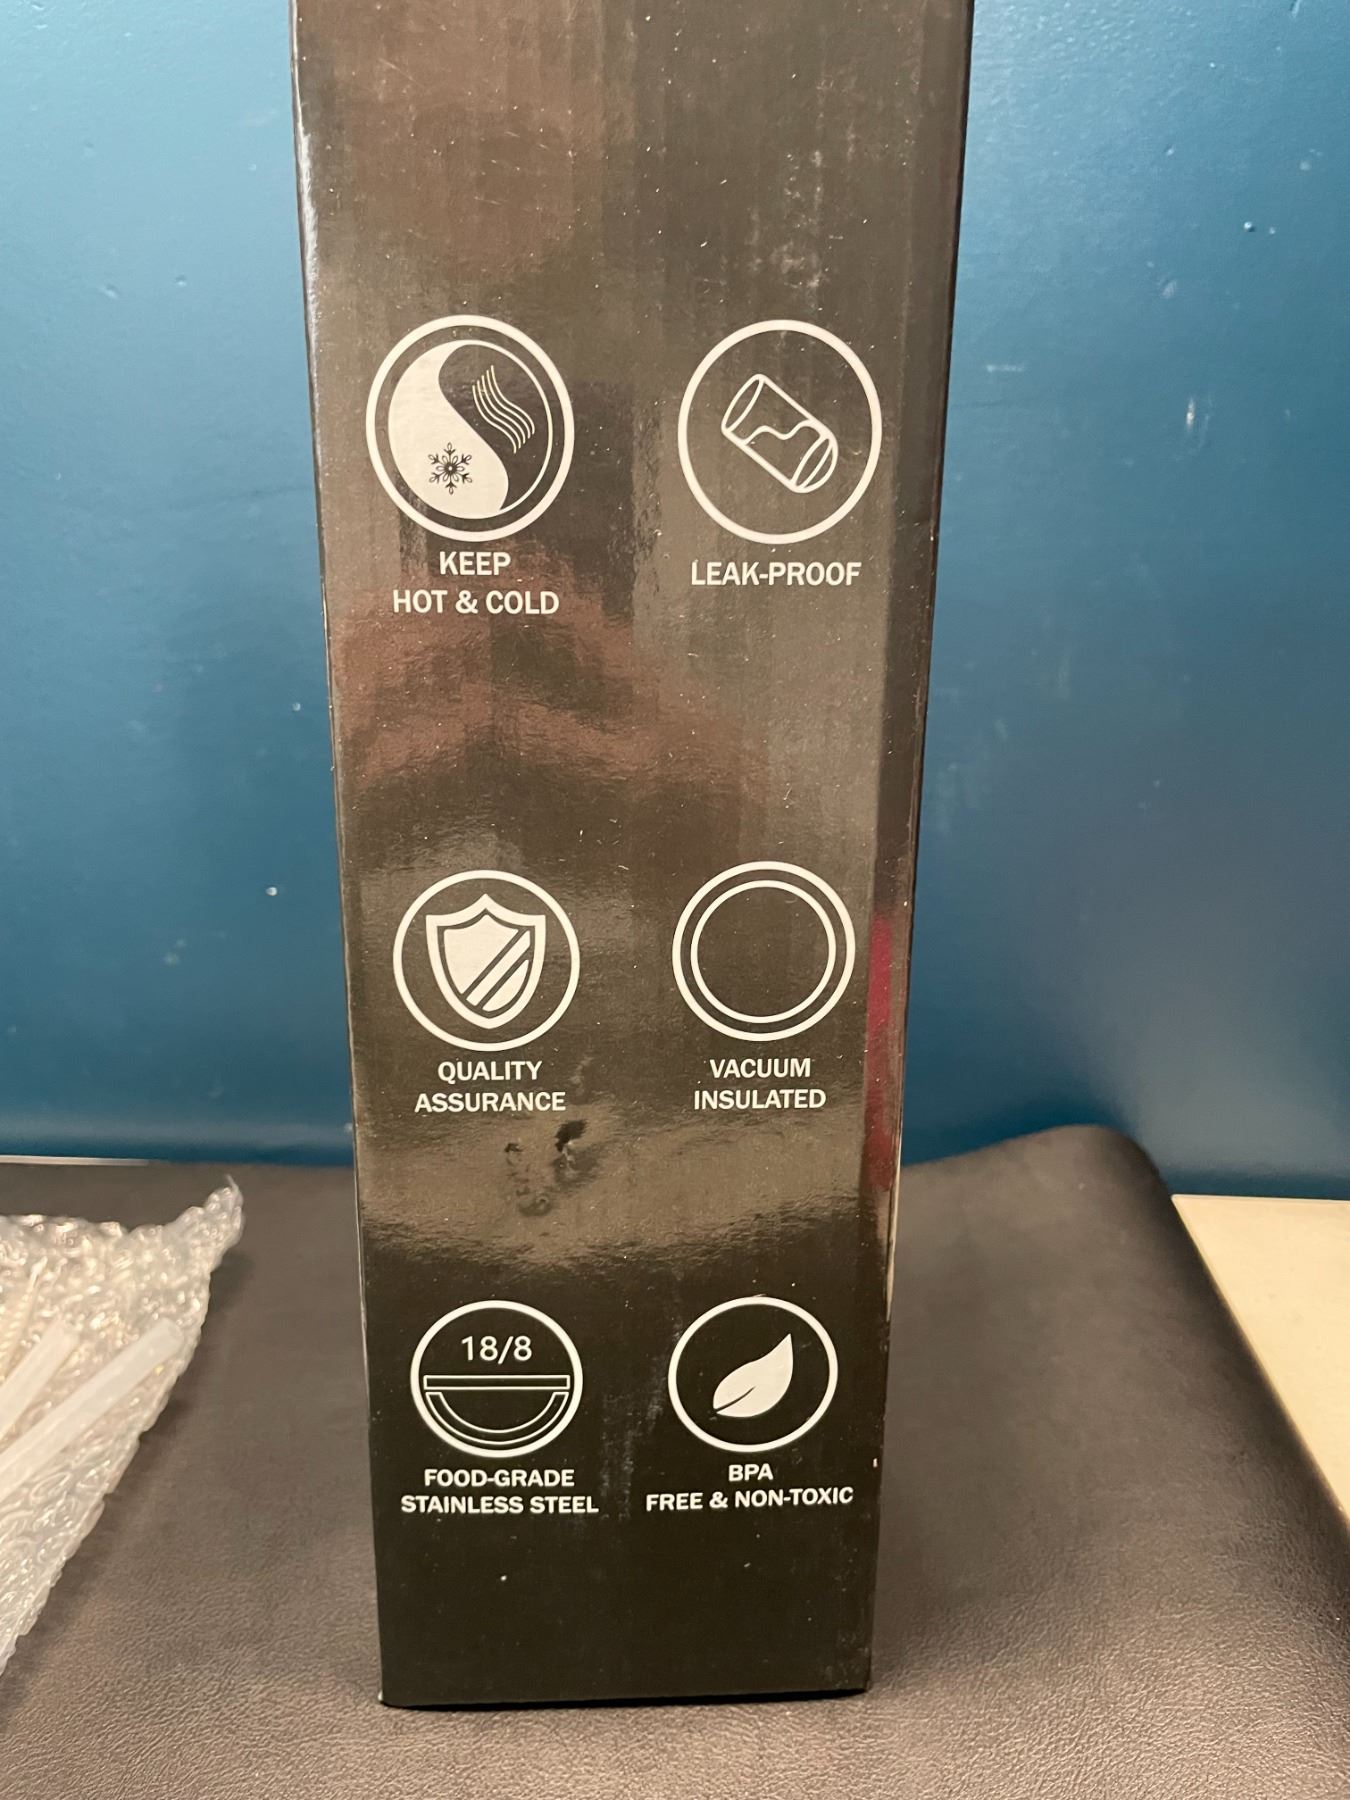 KEEP
HOT & COLD
LEAK-PROOF
QUALITY
ASSURANCE
VACUUM
INSULATED
18/8
FOOD-GRADE
STAINLESS STEEL
BPA
FREE & NON-TOXIC